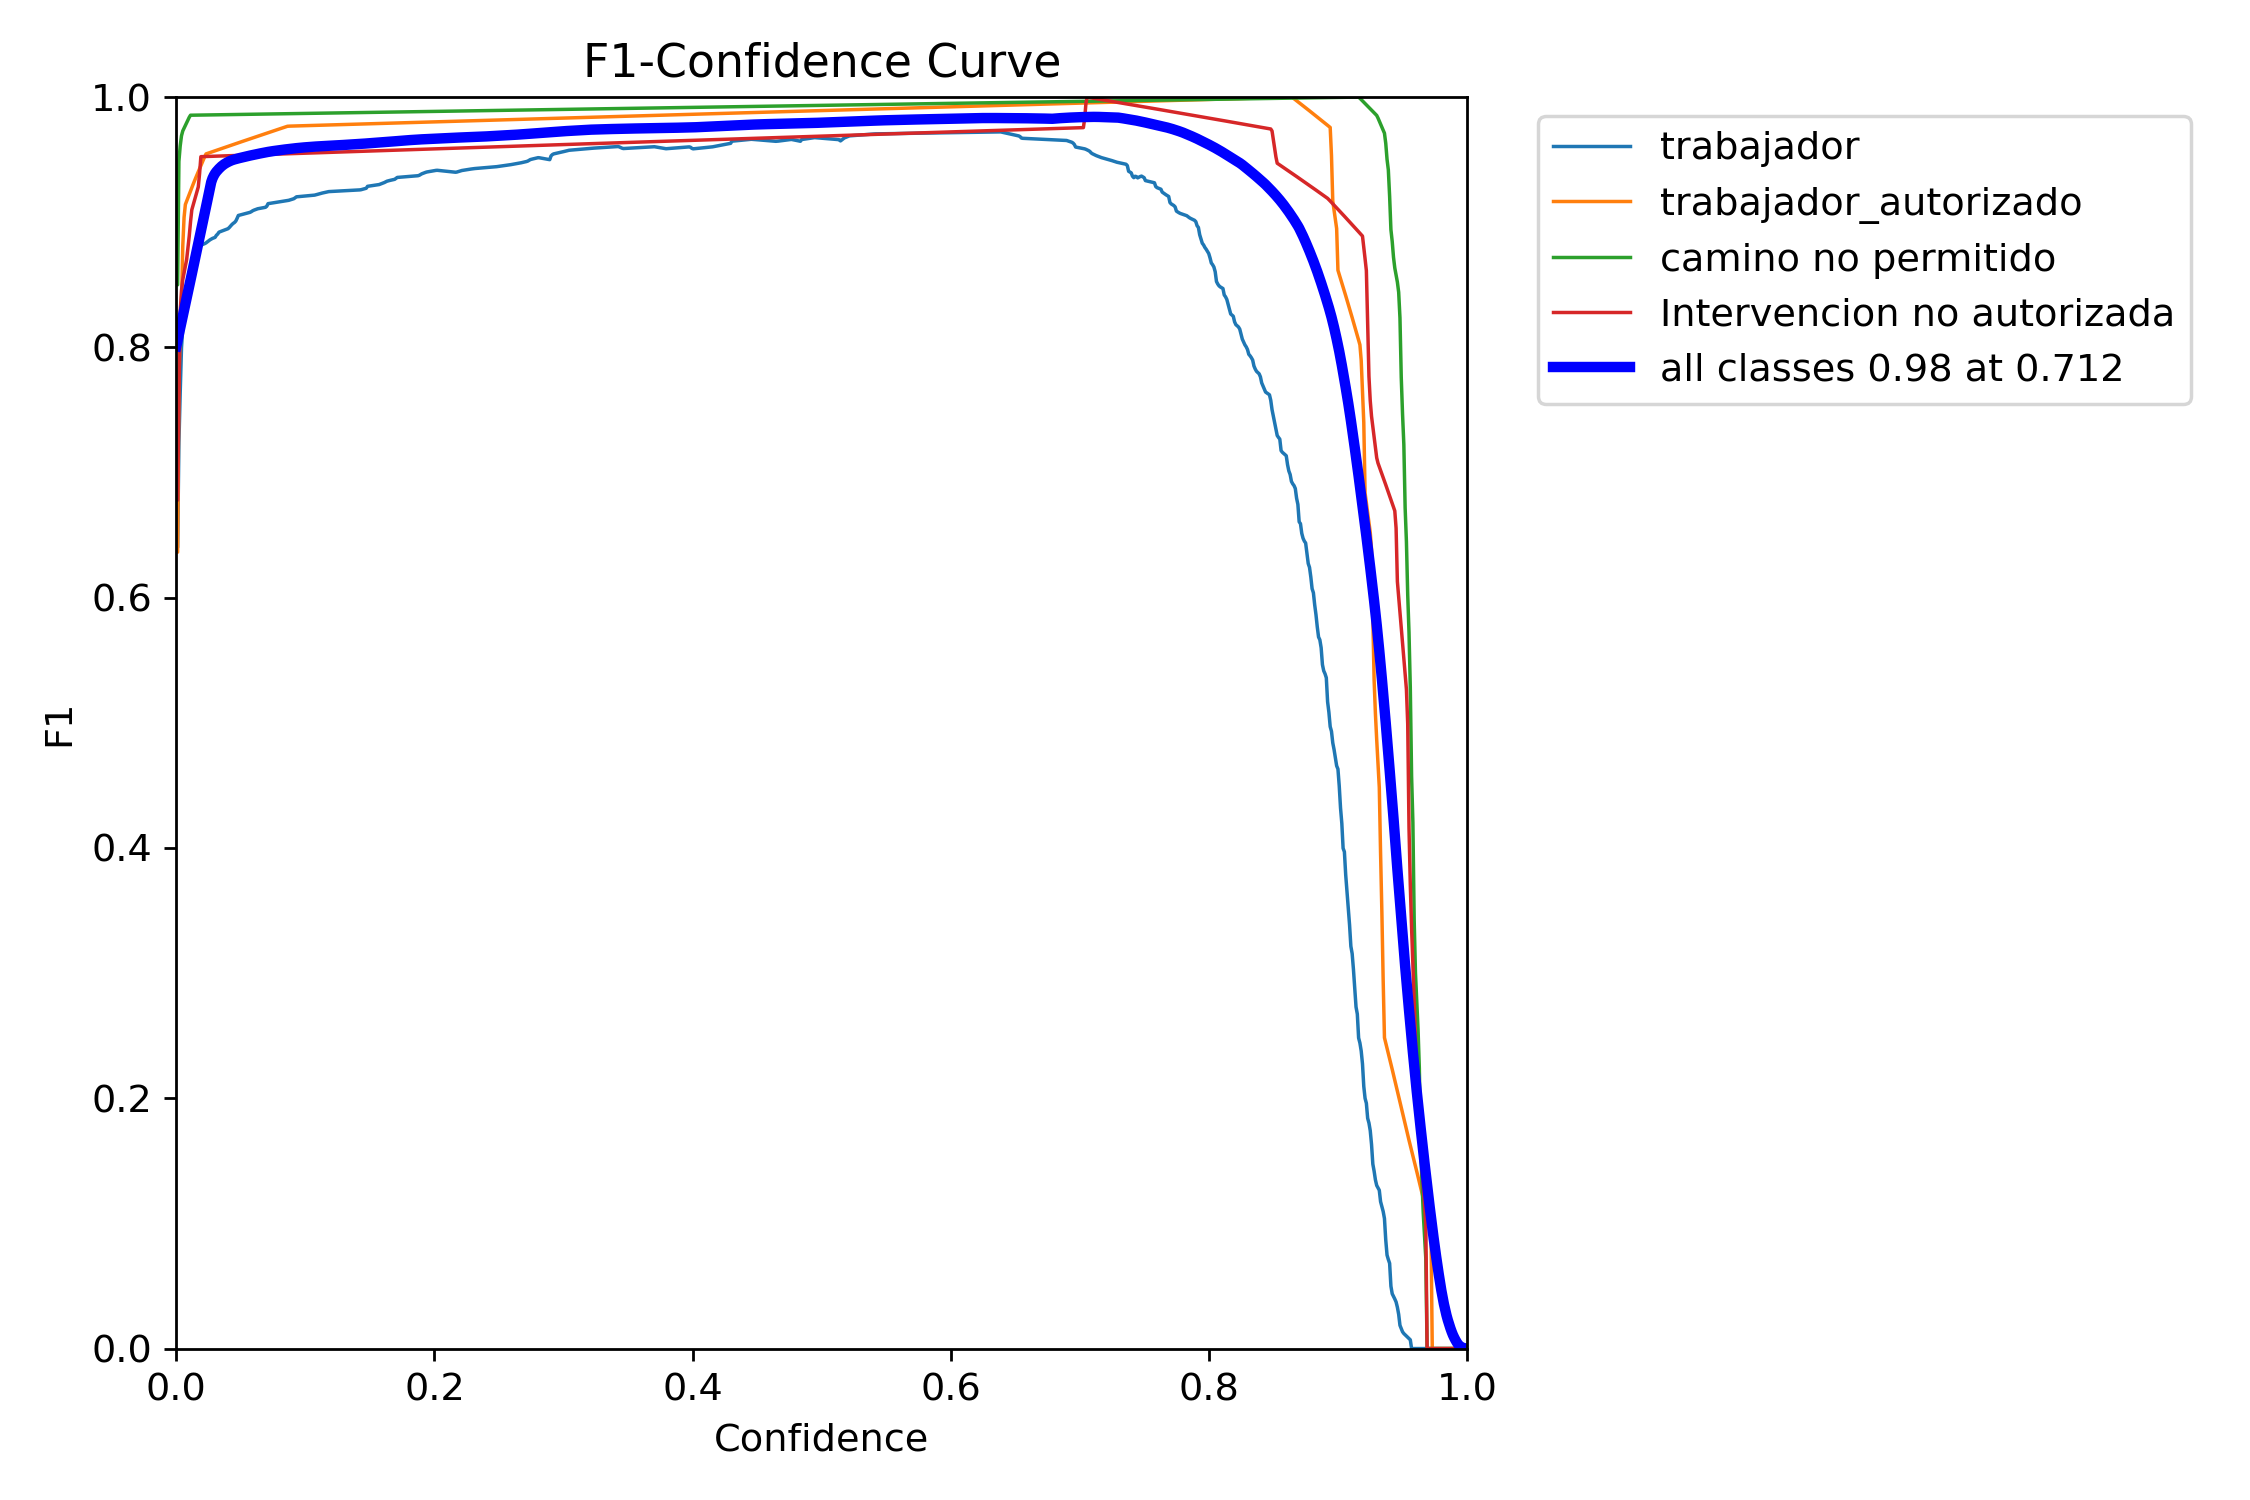 F1-Confidence Curve
1.0
0.8
0.6
0.4
0.2
0.0
F1
0.0 0.2 0.4 0.6 0.8 1.0
Confidence
trabajador
trabajador_autorizado
camino no permitido
Intervencion no autorizada
all classes 0.98 at 0.712